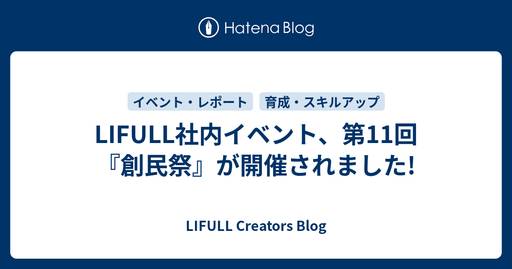 Hatena Blog
イベント・レポート 育成・スキルアップ
LIFULL社内イベント、第11回
『創民祭』が開催されました!
LIFULL Creators Blog